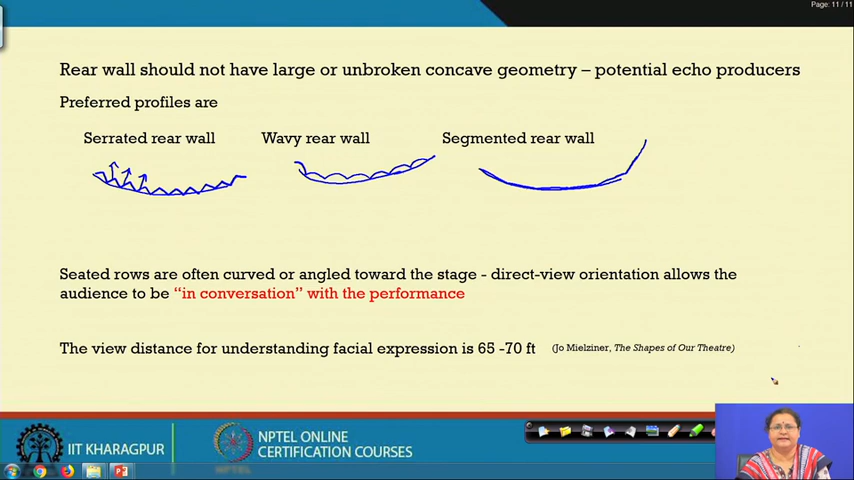 Page: 11 / 11
Rear wall should not have large or unbroken concave geometry – potential echo producers
Preferred profiles are
Serrated rear wall Wavy rear wall Segmented rear wall
Seated rows are often curved or angled toward the stage - direct-view orientation allows the
audience to be “in conversation” with the performance
The view distance for understanding facial expression is 65 -70 ft (Jo Mielziner, The Shapes of Our Theatre)
IIT KHARAGPUR
NPTEL ONLINE
CERTIFICATION COURSES
NPTEL